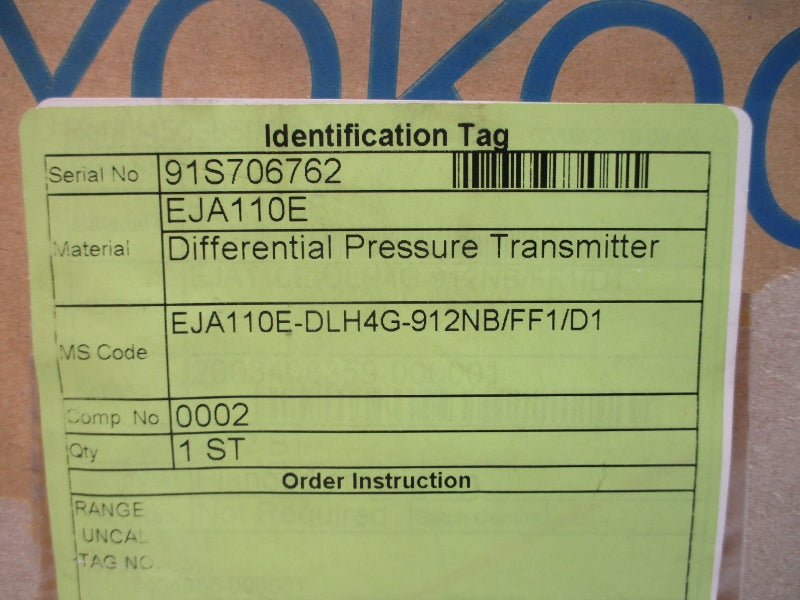 YOKO
Identification Tag
Serial No 91S706762
Material EJA110E
Differential Pressure Transmitter
MS Code EJA110E-DLH4G-912NB/FF1/D1
Comp No. 0002
Qty 1 ST
Order Instruction
RANGE
UNCAL
TAG NO.